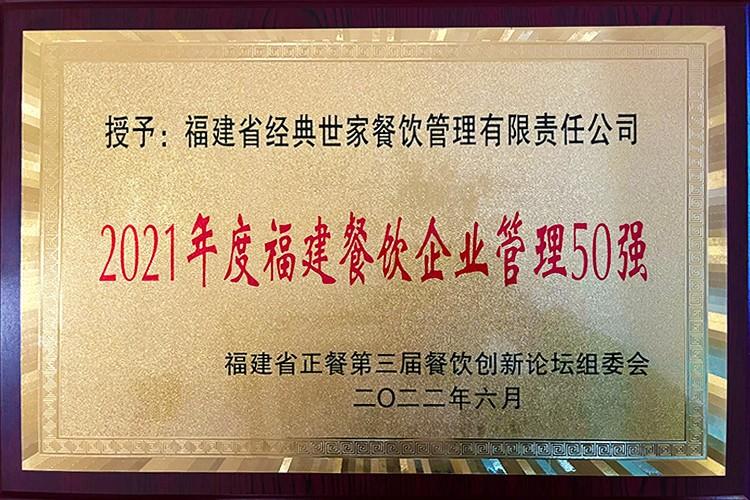 授予：福建省经典世家餐饮管理有限责任公司
2021年度福建餐饮企业管理50强
福建省正餐第三届餐饮创新论坛组委会
二〇二二年六月